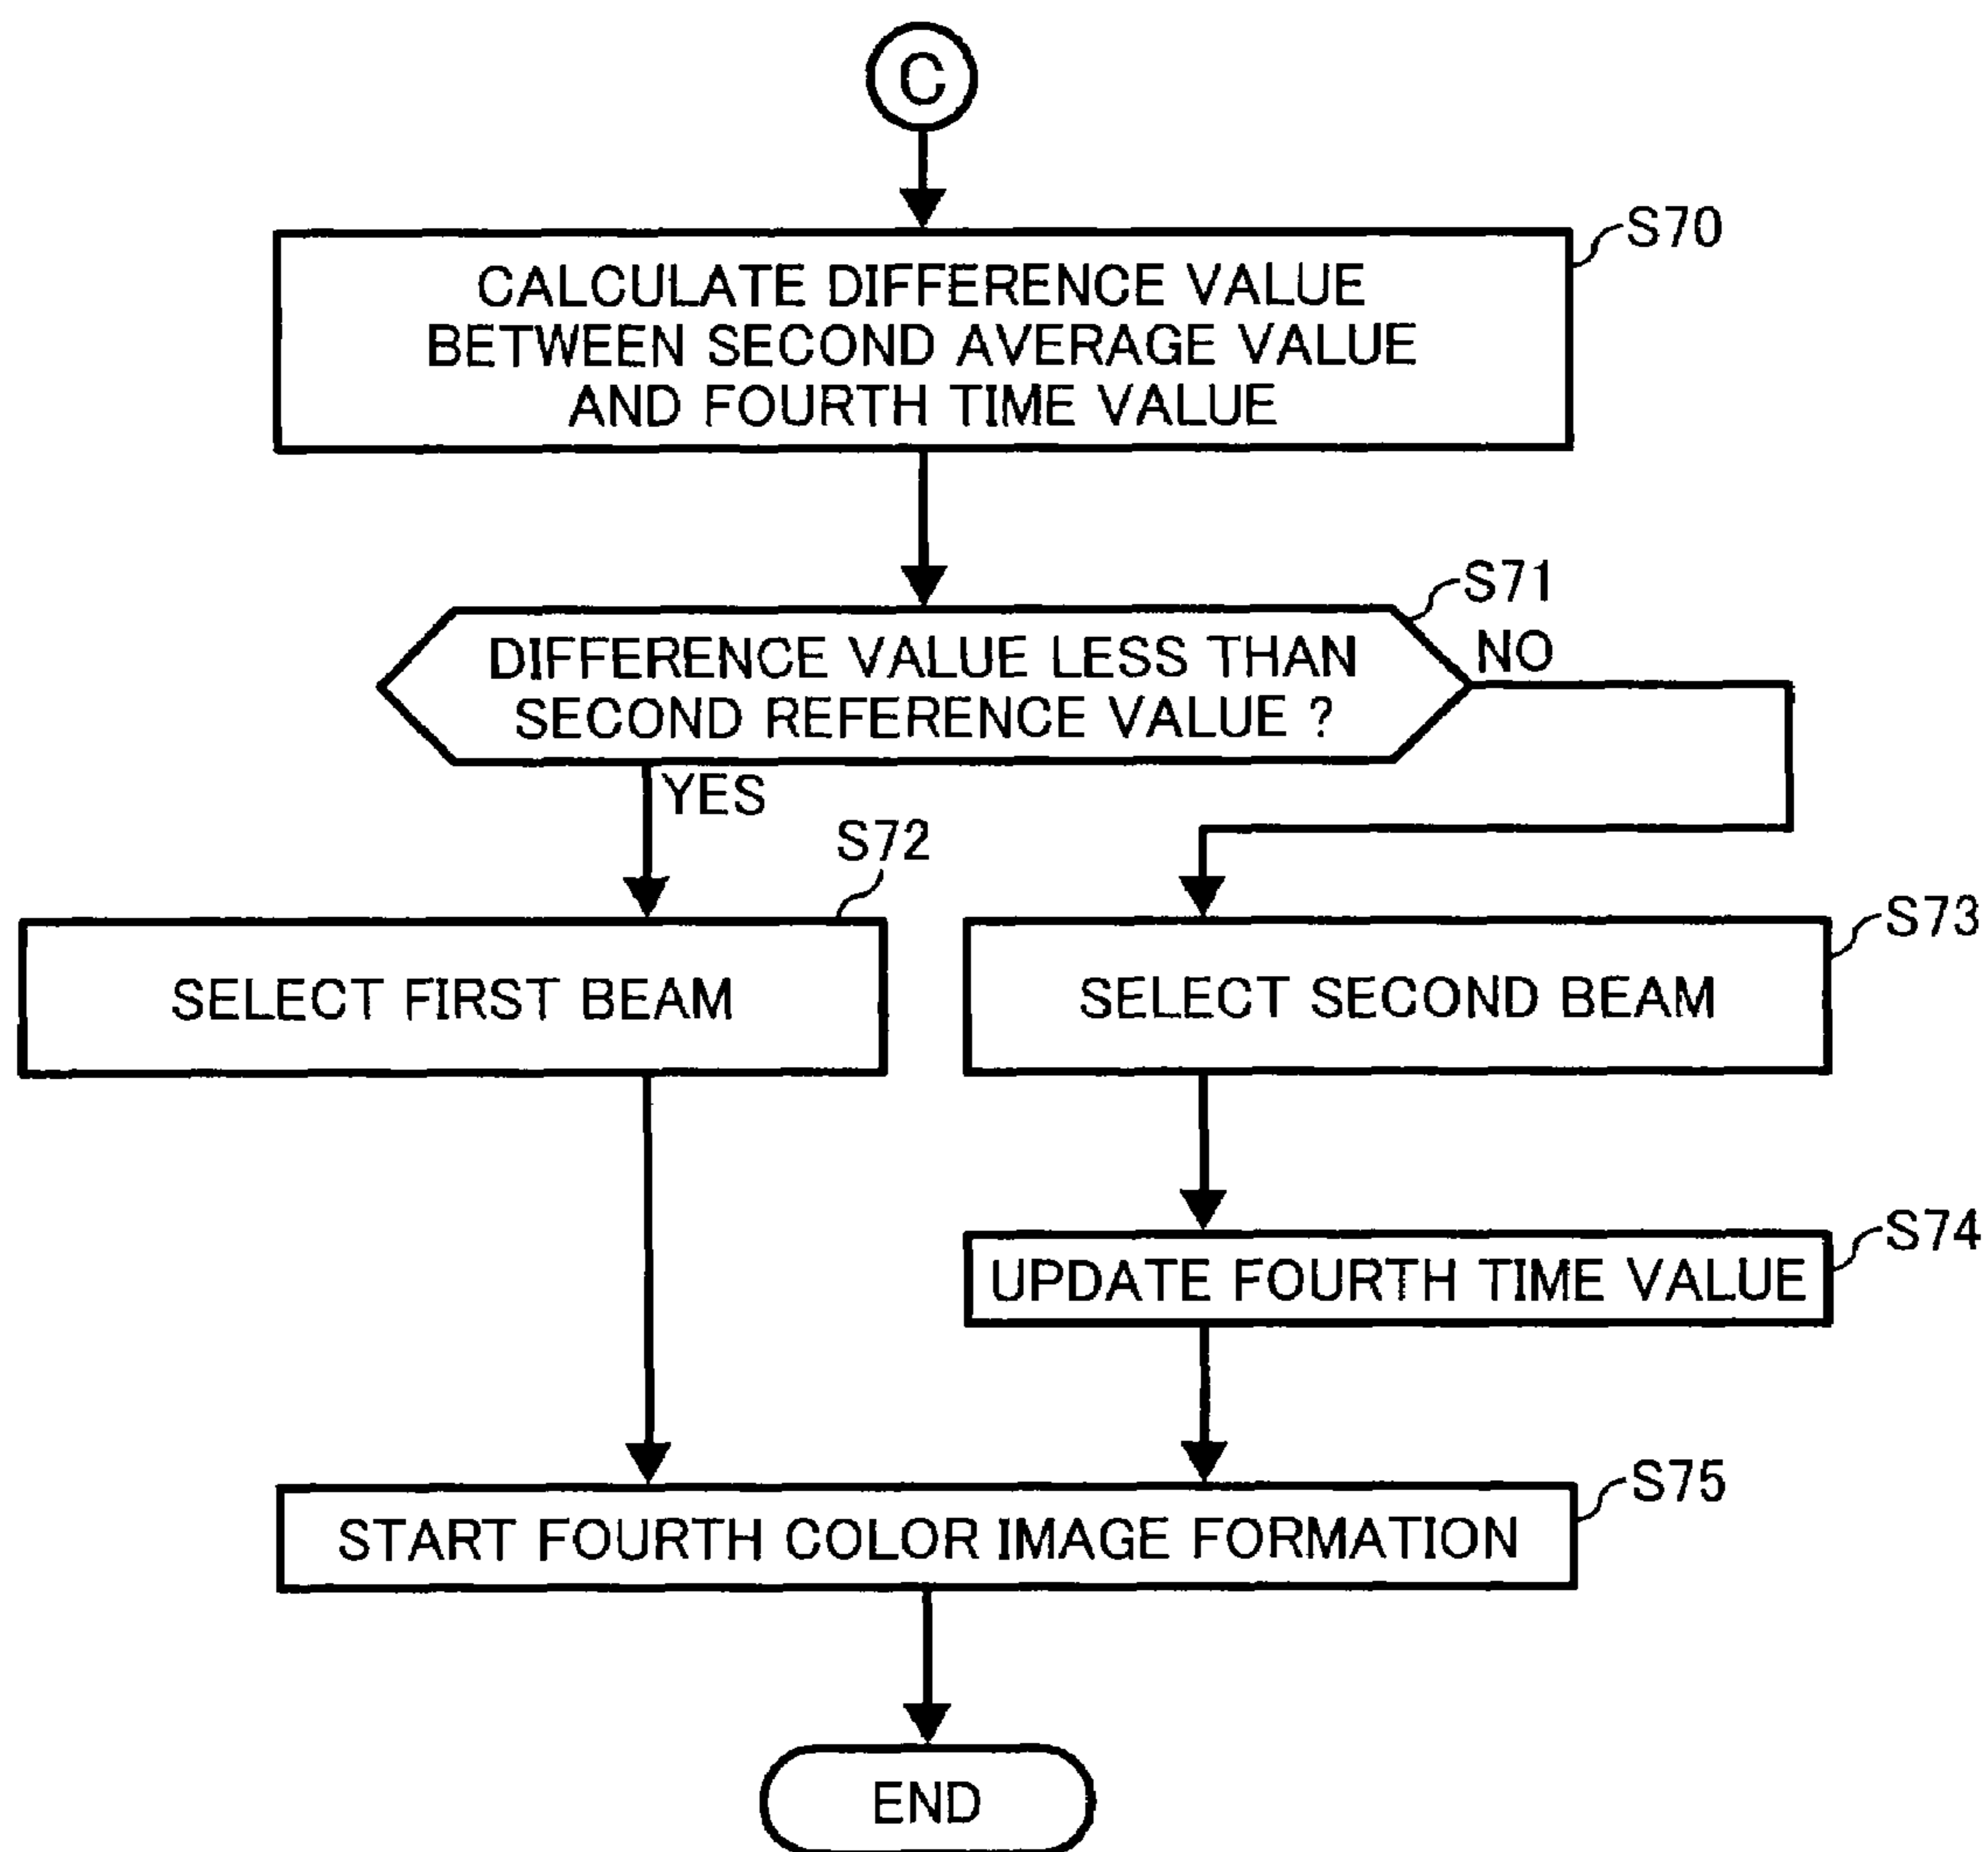 C
S70
CALCULATE DIFFERENCE VALUE
BETWEEN SECOND AVERAGE VALUE
AND FOURTH TIME VALUE
S71
DIFFERENCE VALUE LESS THAN
SECOND REFERENCE VALUE ?
NO
YES
S72
SELECT FIRST BEAM
S73
SELECT SECOND BEAM
S74
UPDATE FOURTH TIME VALUE
S75
START FOURTH COLOR IMAGE FORMATION
END